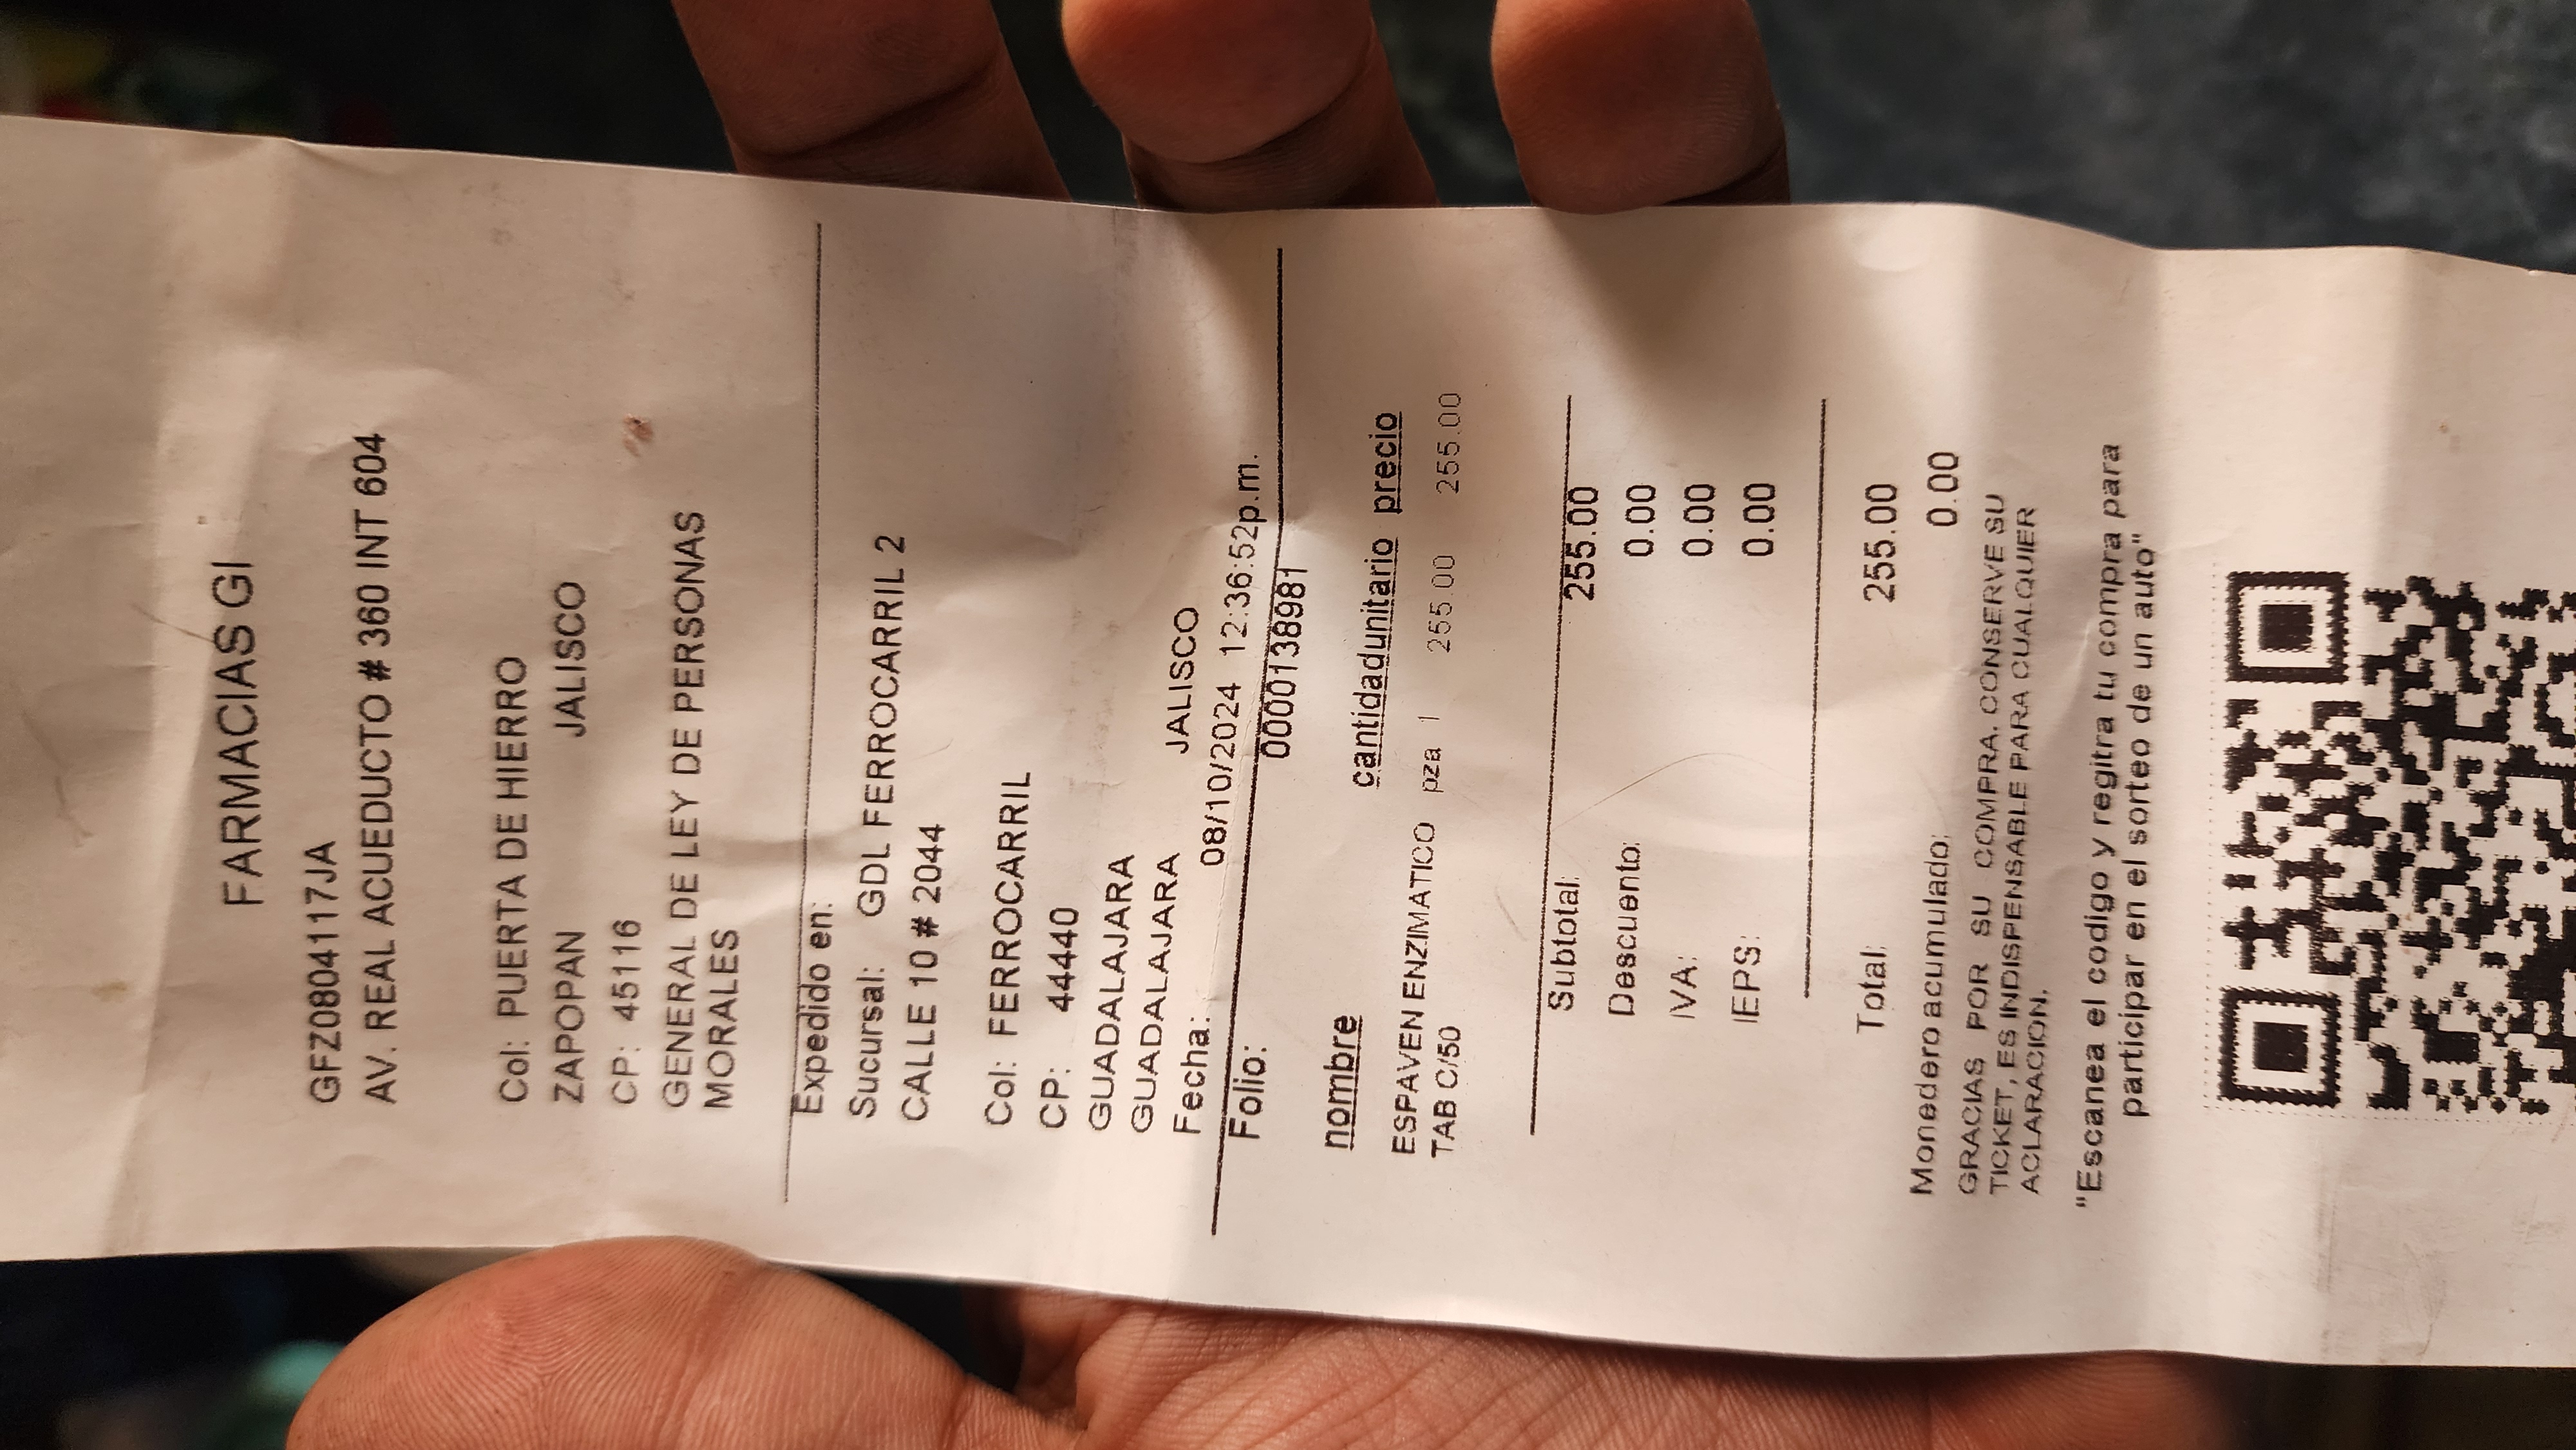 FARMACIAS GI
GFZ0804117JA
AV. REAL ACUEDUCTO # 360 INT 604
Col: PUERTA DE HIERRO
ZAPOPAN JALISCO
CP: 45116
GENERAL DE LEY DE PERSONAS
MORALES
Expedido en:
Sucursal: GDL FERROCARRIL 2
CALLE 10 # 2044
Col: FERROCARRIL
CP: 44440
GUADALAJARA
GUADALAJARA JALISCO
Fecha: 08/10/2024 12:36:52p.m.
Folio: 0000138981
nombre cantidadunitario precio
ESPAVEN ENZIMATICO pza 1 255.00 255.00
TAB C/50
Subtotal: 255.00
Descuento: 0.00
IVA: 0.00
IEPS: 0.00
Total: 255.00
Monedero acumulado: 0.00
GRACIAS POR SU COMPRA, CONSERVE SU
TICKET, ES INDISPENSABLE PARA CUALQUIER
ACLARACION.
"Escanea el codigo y regitra tu compra para
participar en el sorteo de un auto"